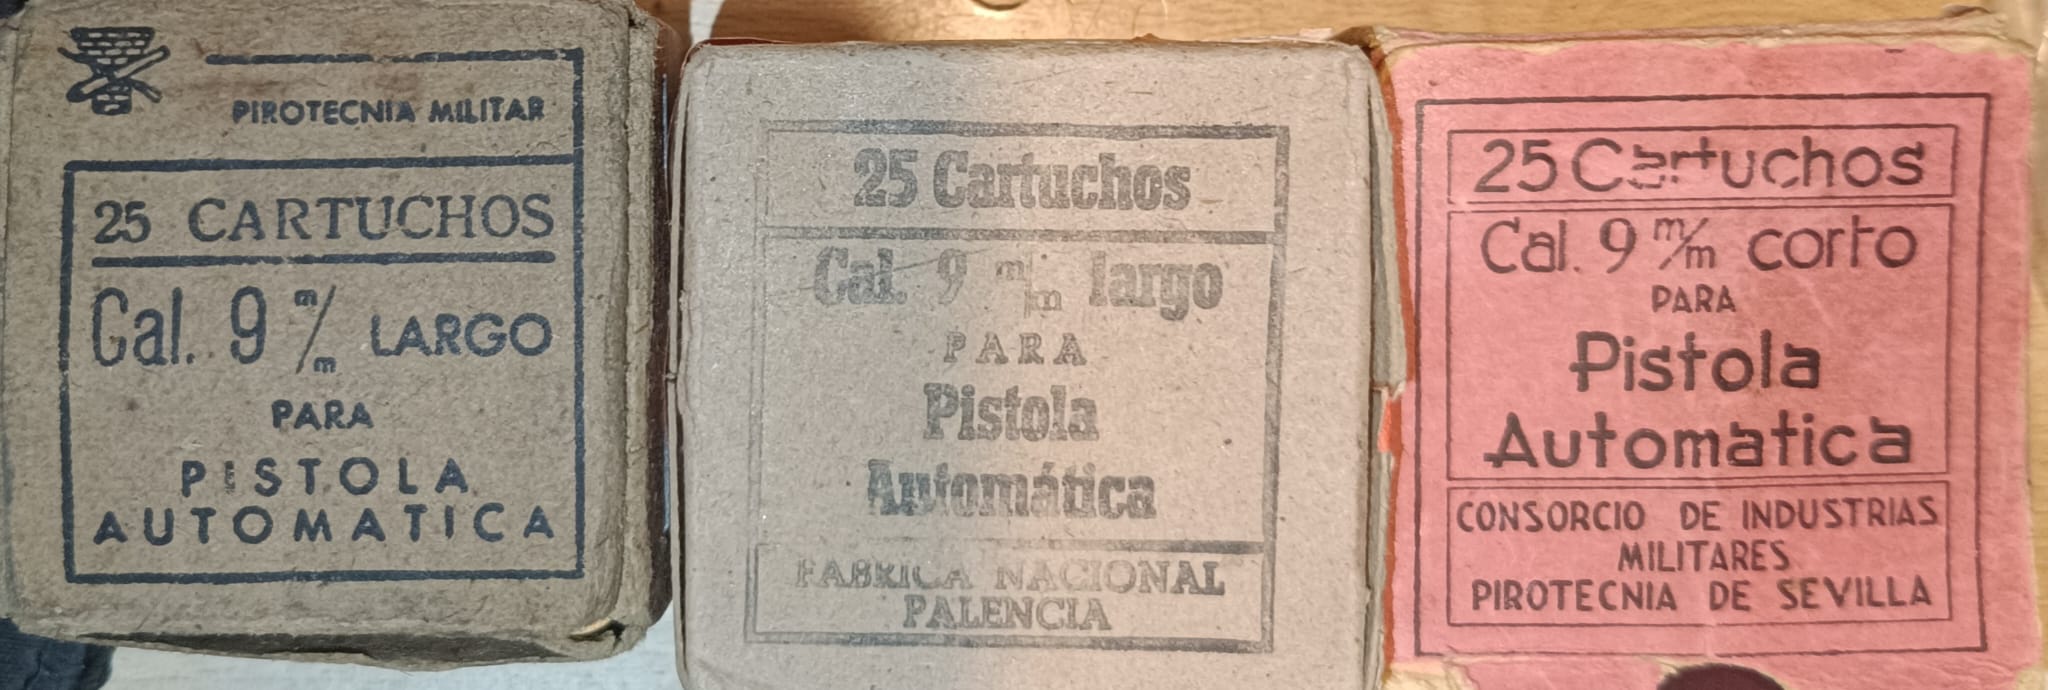 PIROTECNIA MILITAR
25 CARTUCHOS
Cal. 9 m/m LARGO
PARA
PISTOLA
AUTOMATICA
25 Cartuchos
Cal. 9 m/m largo
PARA
Pistola
Automática
FABRICA NACIONAL
PALENCIA
25 Cartuchos
Cal. 9 m/m corto
PARA
Pistola
Automatica
CONSORCIO DE INDUSTRIAS
MILITARES
PIROTECNIA DE SEVILLA